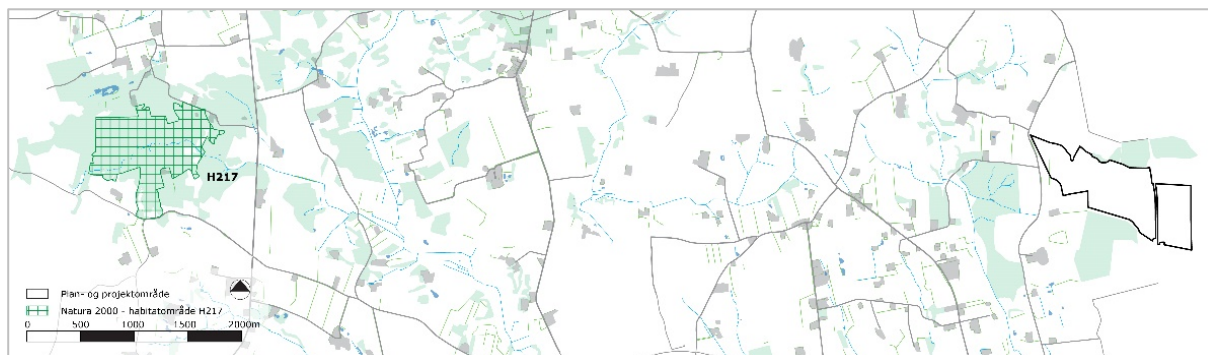 H217
Plan- og projektområde
Natura 2000 - habitatområde H217
0 500 1000 1500 2000m